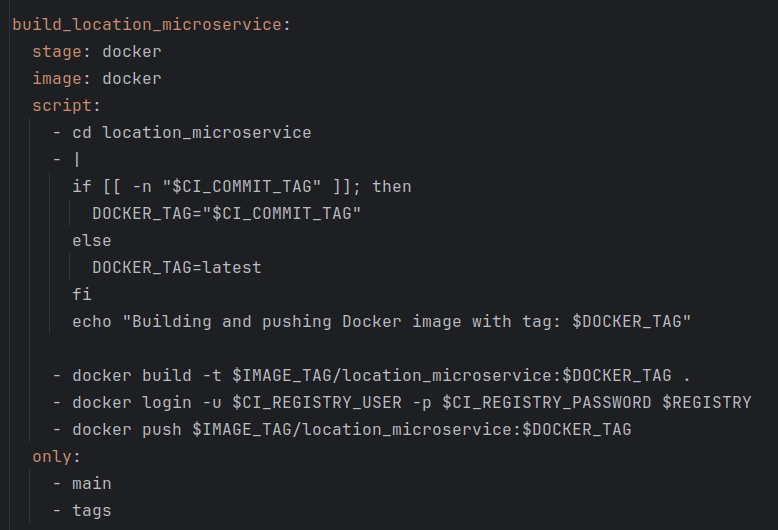 build_location_microservice:
  stage: docker
  image: docker
  script:
    - cd location_microservice
    - |
      if [[ -n "$CI_COMMIT_TAG" ]]; then
        DOCKER_TAG="$CI_COMMIT_TAG"
      else
        DOCKER_TAG=latest
      fi
      echo "Building and pushing Docker image with tag: $DOCKER_TAG"

    - docker build -t $IMAGE_TAG/location_microservice:$DOCKER_TAG .
    - docker login -u $CI_REGISTRY_USER -p $CI_REGISTRY_PASSWORD $REGISTRY
    - docker push $IMAGE_TAG/location_microservice:$DOCKER_TAG
  only:
    - main
    - tags